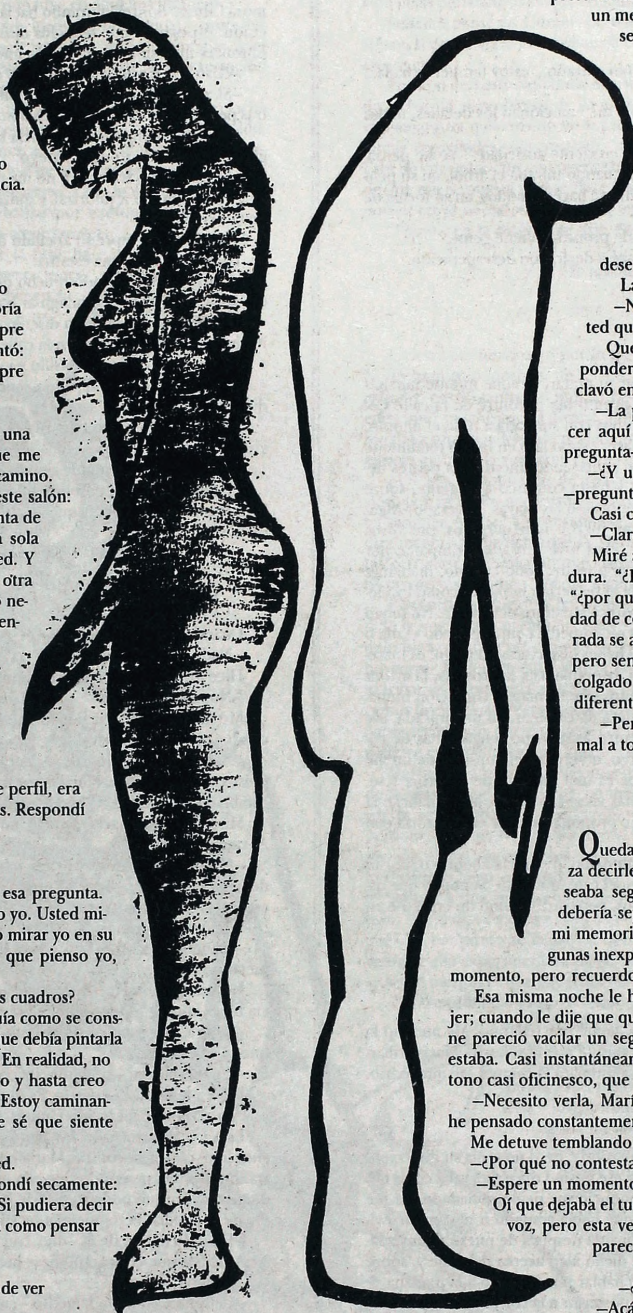 cia.
oría
pre
ntó:
pre
una
ue me
camino.
este salón:
nta de
sola
ed. Y
otra
ne-
en-
e perfil, era
s. Respondí
esa pregunta.
o yo. Usted mi-
o mirar yo en su
que pienso yo,
s cuadros?
uía como se cons-
ue debía pintarla
En realidad, no
o y hasta creo
Estoy caminan-
e sé que siente
ed.
ondí secamente:
Si pudiera decir
como pensar
de ver
un me
se
dese
La
—N
ted qu
Que
ponder
clavó en
—La
cer aquí
pregunta-
—¿Y u
—pregunt
Casi c
—Clar
Miré
dura. “¿
“¿por qu
dad de c
rada se a
pero sen
colgado
diferent
—Per
mal a to
Queda
za decirle
seaba seg
debería se
mi memori
gunas inexp
momento, pero recuerdo
Esa misma noche le h
jer; cuando le dije que qu
ne pareció vacilar un seg
estaba. Casi instantánear
tono casi oficinesco, que
—Necesito verla, Marí
he pensado constantemen
Me detuve temblando
—¿Por qué no contesta
—Espere un momento
Oí que dejaba el tu
voz, pero esta ve
parec
—Acá